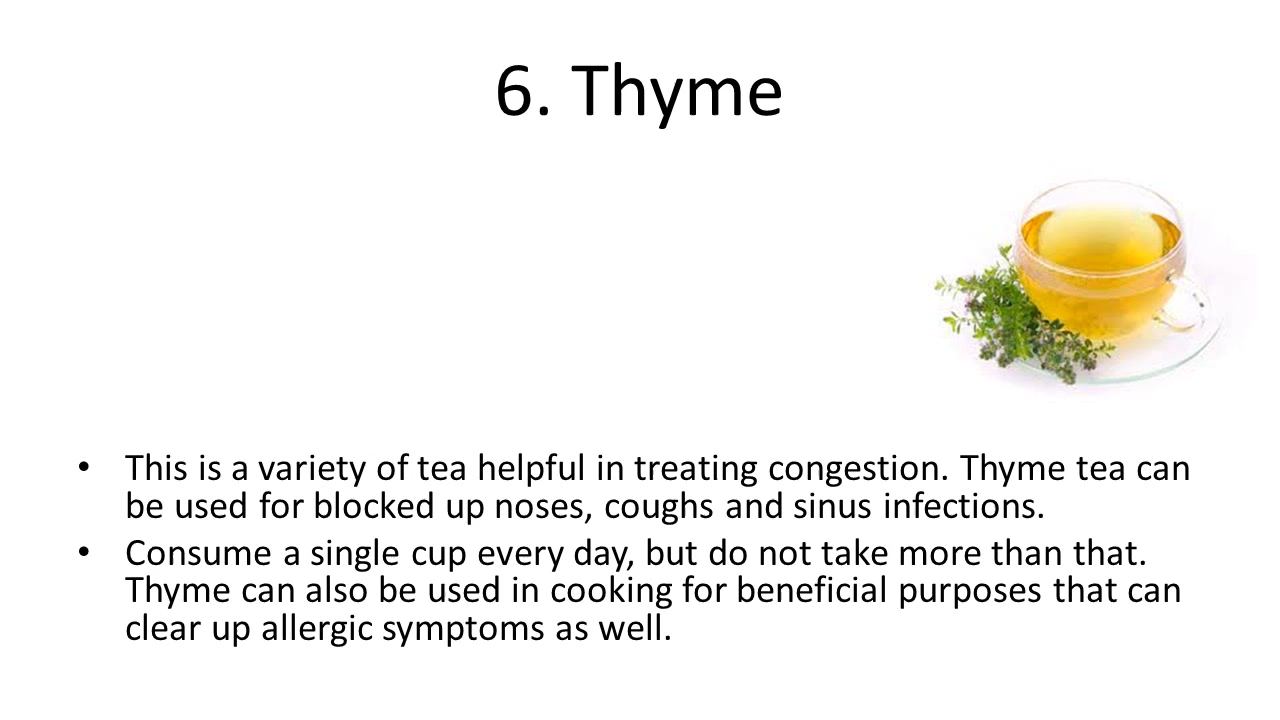 6. Thyme
• This is a variety of tea helpful in treating congestion. Thyme tea can
be used for blocked up noses, coughs and sinus infections.
• Consume a single cup every day, but do not take more than that.
Thyme can also be used in cooking for beneficial purposes that can
clear up allergic symptoms as well.